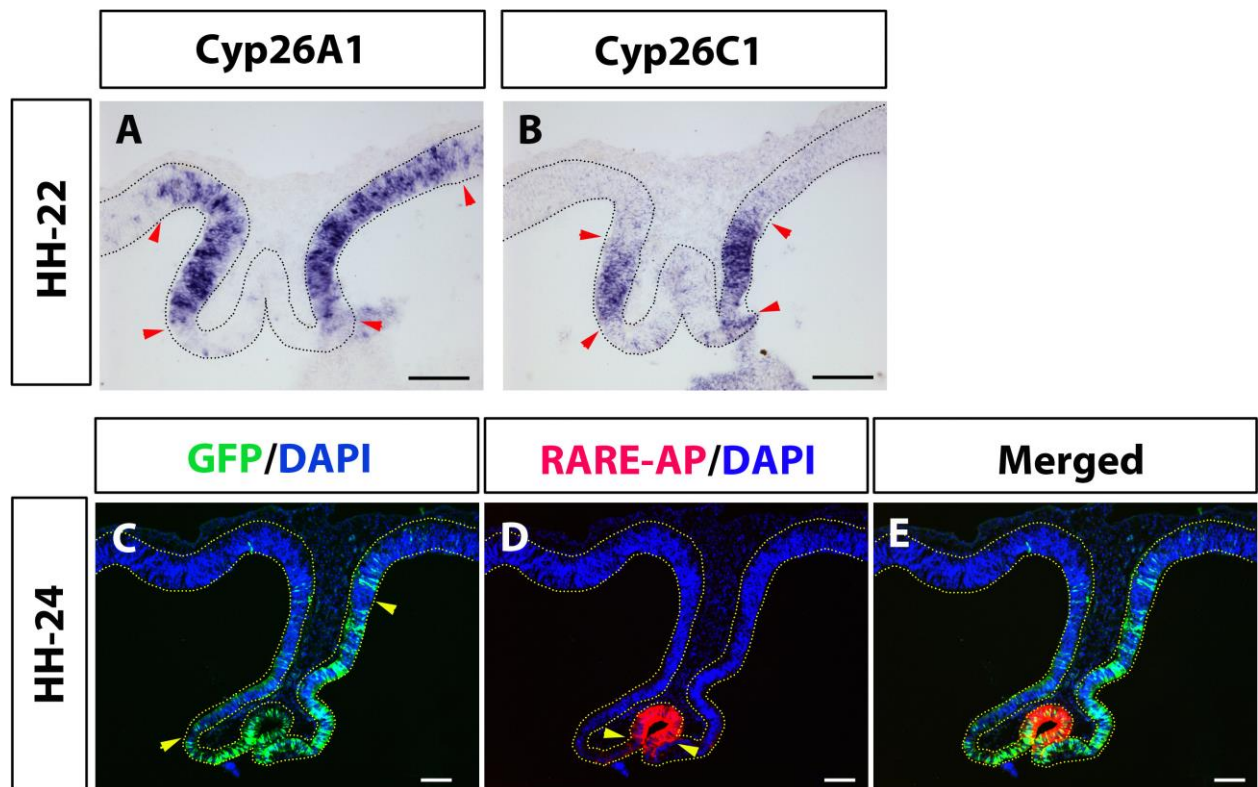 Cyp26A1
Cyp26C1
HH-22
A
B
GFP/DAPI
RARE-AP/DAPI
Merged
HH-24
C
D
E